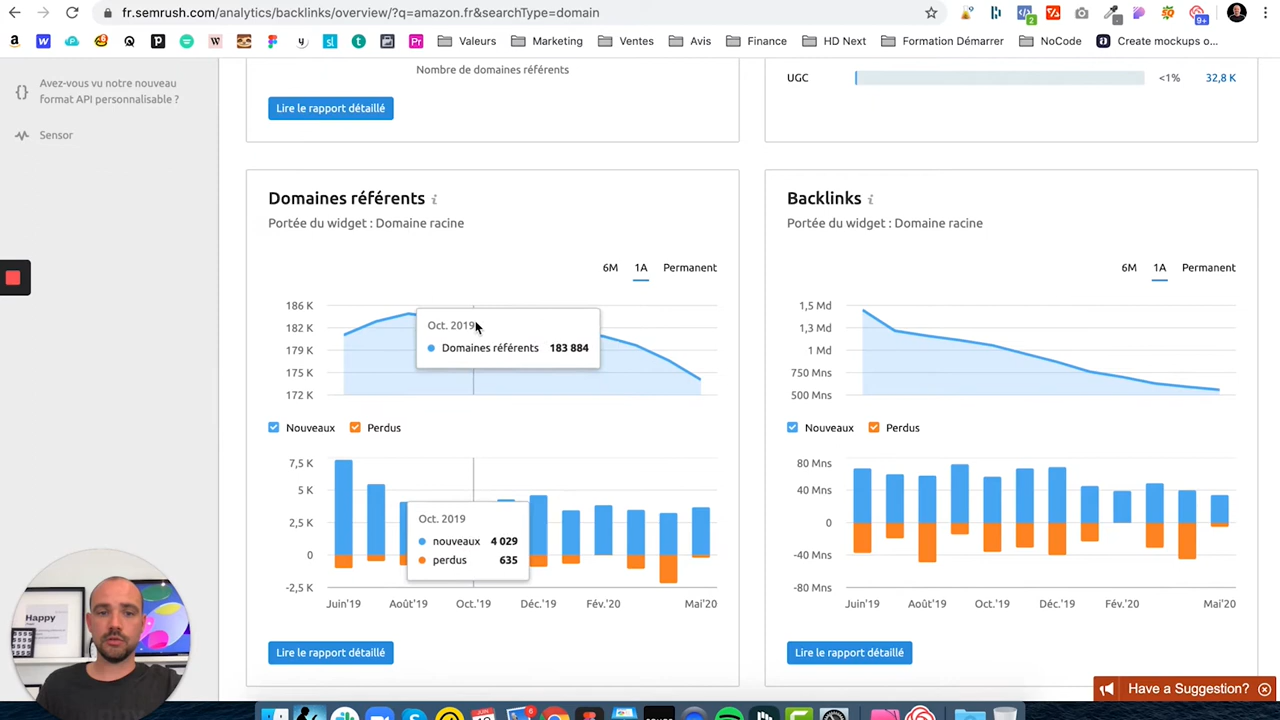 fr.semrush.com/analytics/backlinks/overview/?q=amazon.fr&searchType=domain
Valeurs
Marketing
Ventes
Avis
Finance
HD Next
Formation Démarrer
NoCode
Create mockups o...
9+
Avez-vous vu notre nouveau
format API personnalisable ?
Sensor
Nombre de domaines référents
Lire le rapport détaillé
UGC
<1%
32,8 K
Domaines référents
Portée du widget : Domaine racine
6M 1A Permanent
186 K
182 K
179 K
175 K
172 K
Oct. 2019
Domaines référents 183 884
Nouveaux Perdus
7,5 K
5 K
2,5 K
0
-2,5 K
Oct. 2019
nouveaux 4 029
perdus 635
Juin'19 Août'19 Oct.'19 Déc.'19 Fév.'20 Mai'20
Lire le rapport détaillé
Backlinks
Portée du widget : Domaine racine
6M 1A Permanent
1,5 Md
1,3 Md
1 Md
750 Mns
500 Mns
Nouveaux Perdus
80 Mns
40 Mns
0
-40 Mns
-80 Mns
Juin'19 Août'19 Oct.'19 Déc.'19 Fév.'20 Mai'20
Lire le rapport détaillé
Have a Suggestion?
Happy